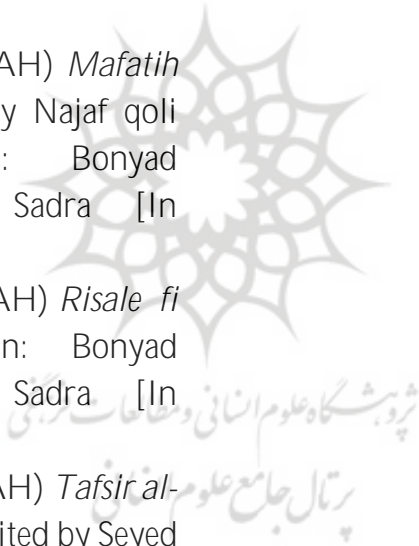 AH) Mafatih
y Najaf qoli
: Bonyad
Sadra [In
AH) Risale fi
n: Bonyad
Sadra [In
پژوهشگاه علوم انسانی و مطالعات فرهنگی
AH) Tafsir al-
پرتال جامع علوم انسانی
ited by Seyed